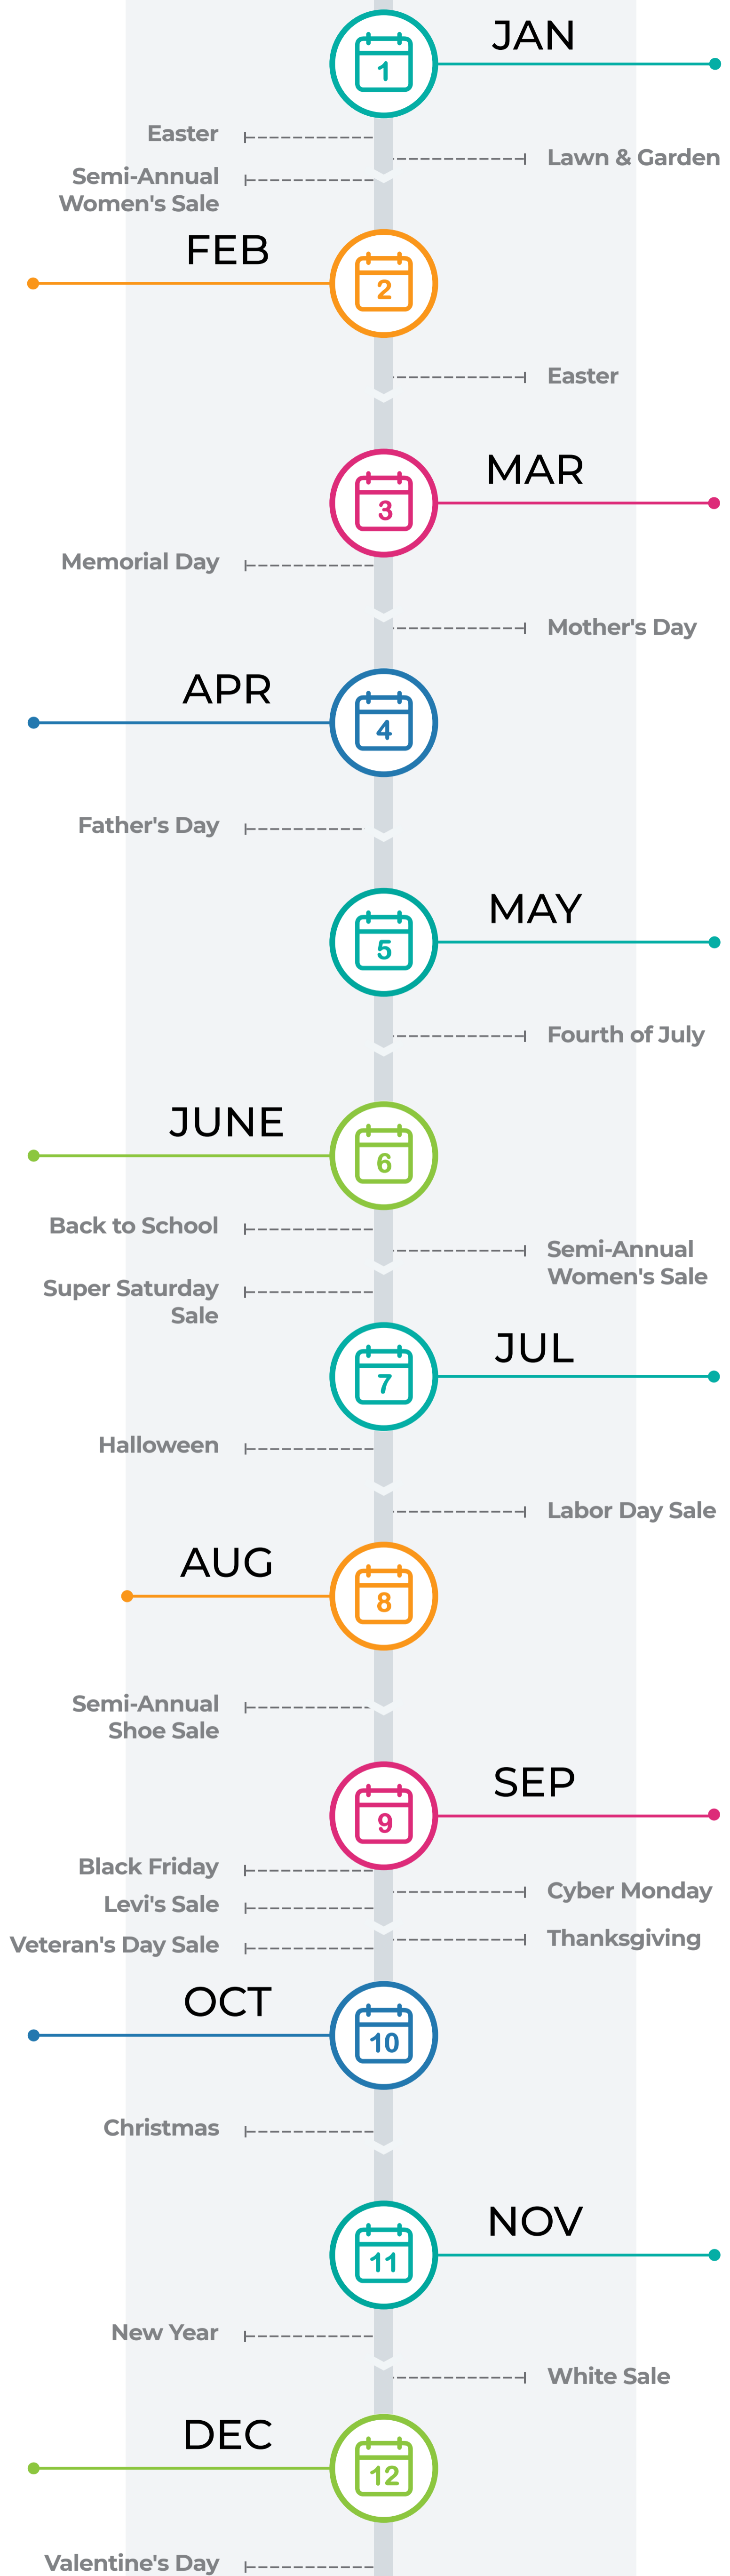 JAN
1
Easter
Lawn & Garden
Semi-Annual
Women's Sale
FEB
2
Easter
MAR
3
Memorial Day
Mother's Day
APR
4
Father's Day
MAY
5
Fourth of July
JUNE
6
Back to School
Semi-Annual
Women's Sale
Super Saturday
Sale
JUL
7
Halloween
Labor Day Sale
AUG
8
Semi-Annual
Shoe Sale
SEP
9
Black Friday
Cyber Monday
Levi's Sale
Thanksgiving
Veteran's Day Sale
OCT
10
Christmas
NOV
11
New Year
White Sale
DEC
12
Valentine's Day